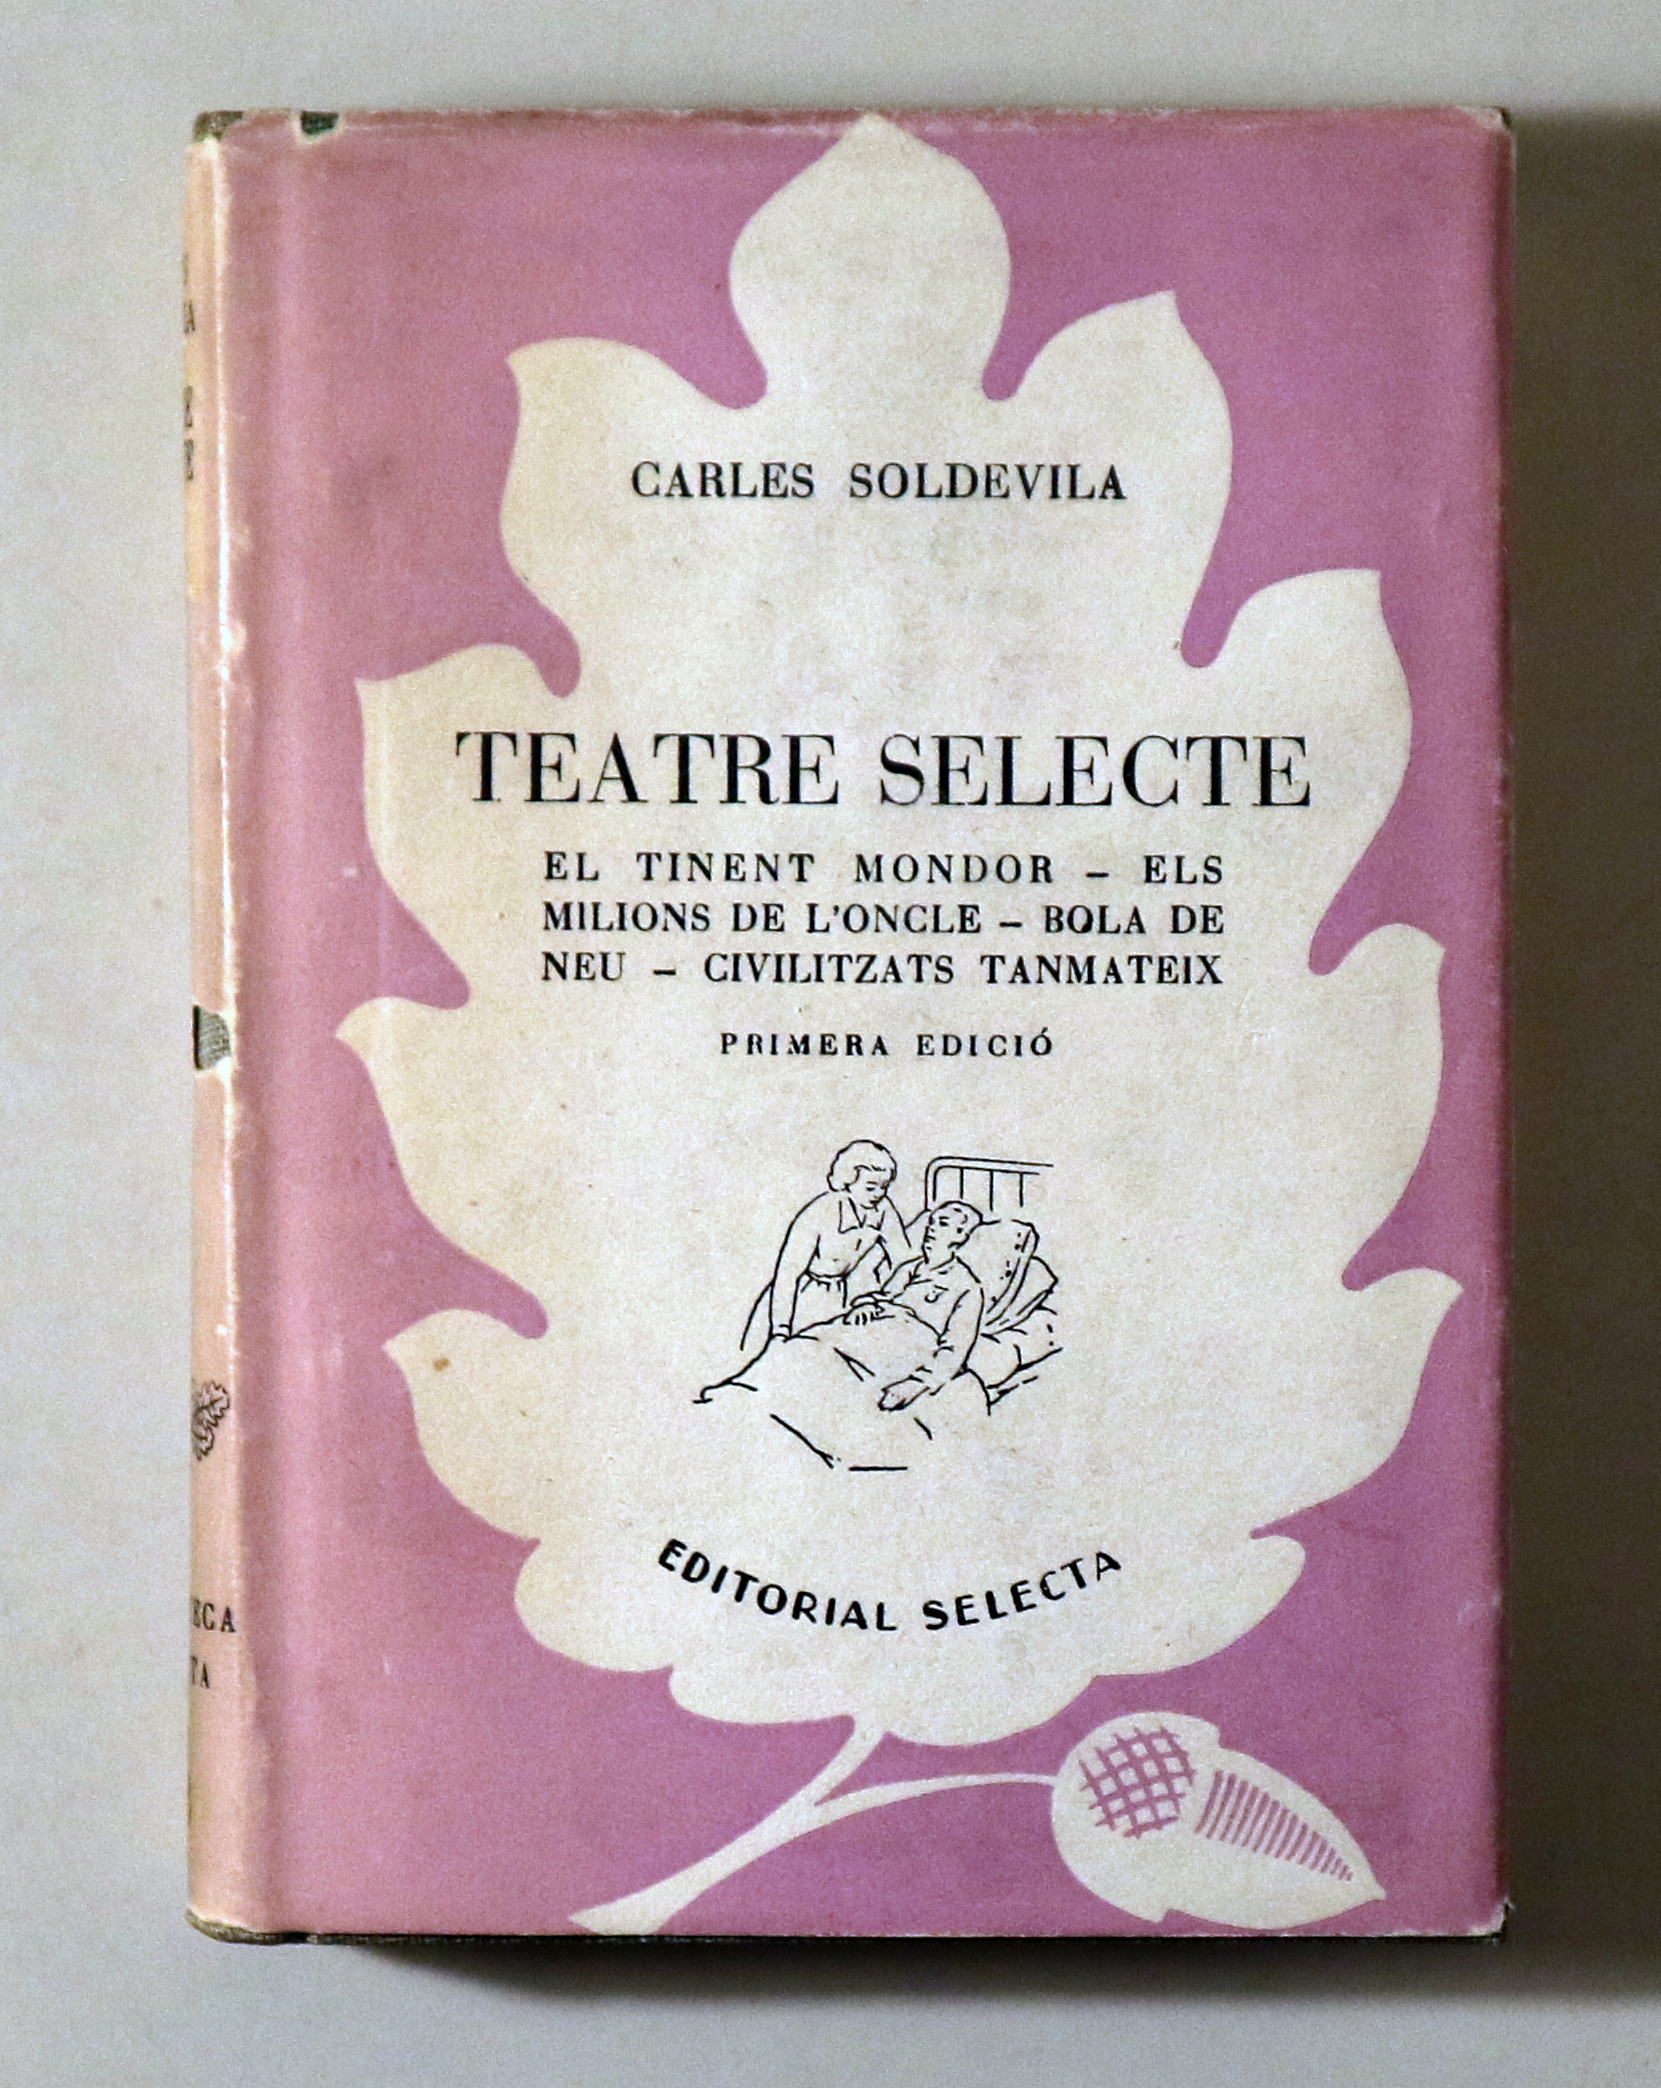 CARLES SOLDEVILA
TEATRE SELECTE
EL TINENT MONDOR – ELS
MILIONS DE L'ONCLE – BOLA DE
NEU – CIVILITZATS TANMATEIX
PRIMERA EDICIÓ
EDITORIAL SELECTA